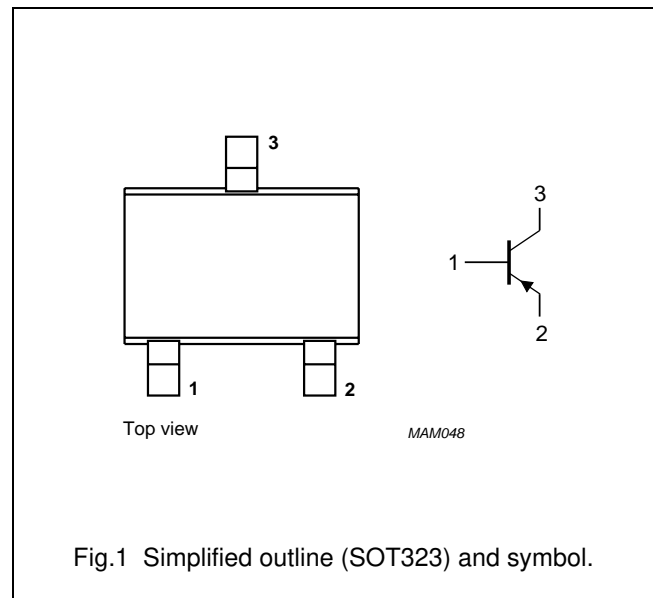 3
3
1
1
2
2
Top view
MAM048
Fig.1 Simplified outline (SOT323) and symbol.